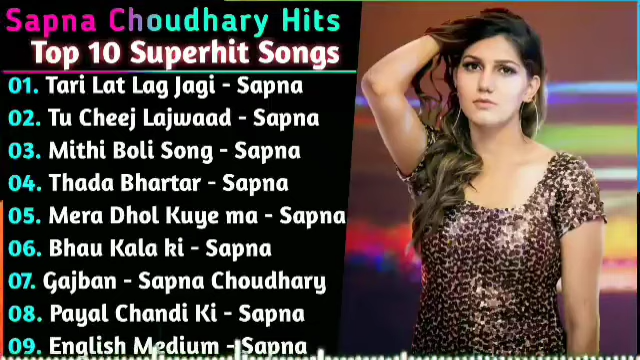 Sapna Choudhary Hits
Top 10 Superhit Songs
01. Tari Lat Lag Jagi - Sapna
02. Tu Cheej Lajwaad - Sapna
03. Mithi Boli Song - Sapna
04. Thada Bhartar - Sapna
05. Mera Dhol Kuye ma - Sapna
06. Bhau Kala ki - Sapna
07. Gajban - Sapna Choudhary
08. Payal Chandi Ki - Sapna
09. English Medium - Sapna